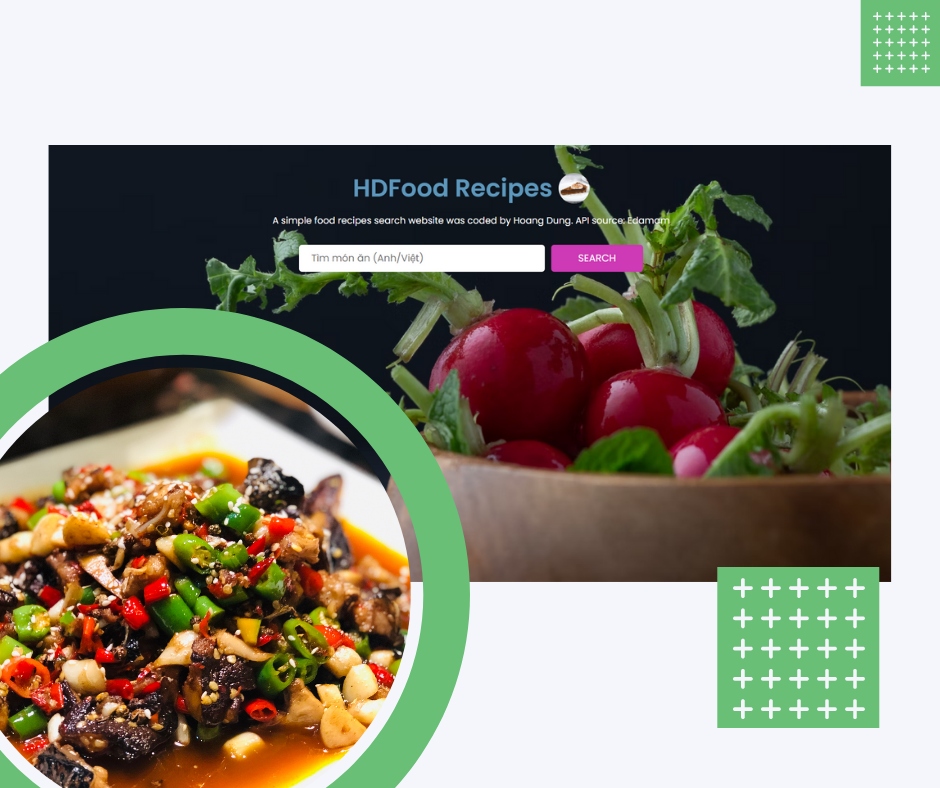 HDFood Recipes
A simple food recipes search website was coded by Hoang Dung. API source: Edamam
Tìm món ăn (Anh/Việt)
SEARCH